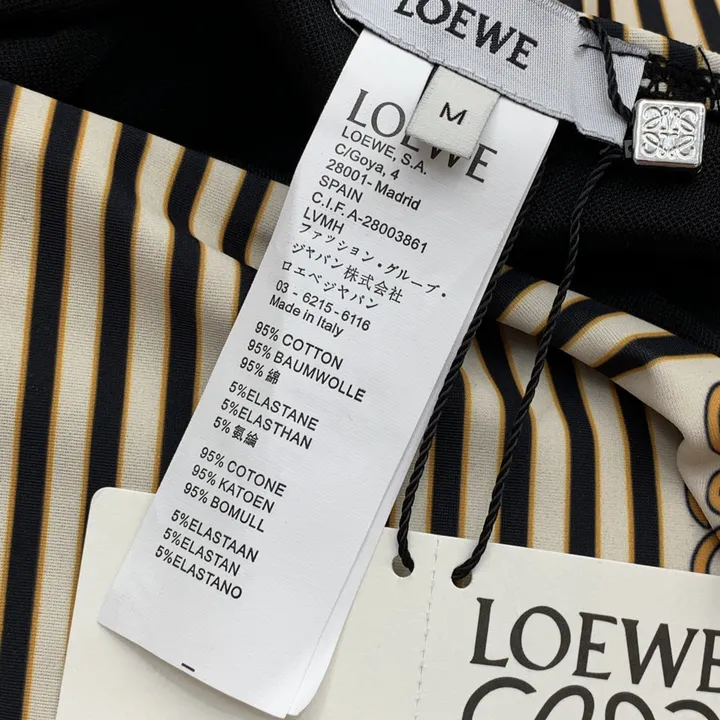 LOEWE
M
LOEWE
LOEWE, S.A.
C/Goya, 4
28001- Madrid
SPAIN
C.I.F. A-28003861
LVMH
ファッション・グループ・
ジャパン株式会社
ロエベジャパン
03 - 6215-6116
Made in Italy
95% COTTON
95% BAUMWOLLE
95% 綿
5%ELASTANE
5%ELASTHAN
5% 氨綸
95% COTONE
95% KATOEN
95% BOMULL
5%ELASTAAN
5%ELASTAN
5%ELASTANO
LOEWE